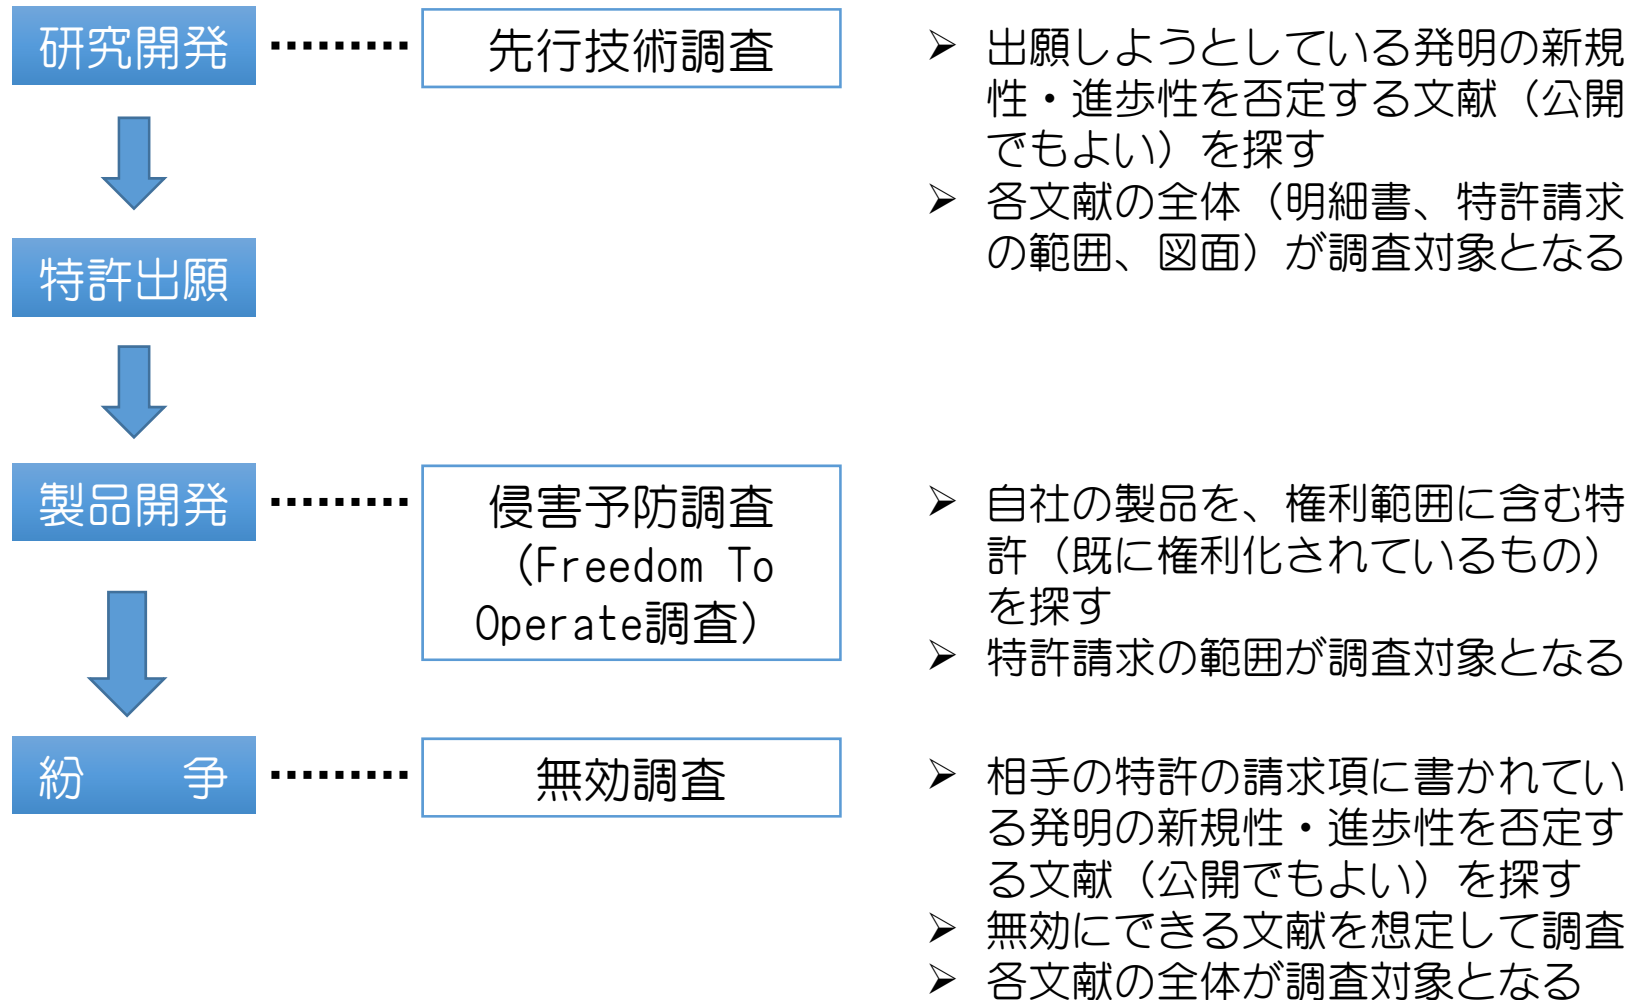 研究開発
先行技術調査
➢ 出願しようとしている発明の新規
性・進歩性を否定する文献（公開
でもよい）を探す
➢ 各文献の全体（明細書、特許請求
の範囲、図面）が調査対象となる
特許出願
製品開発
侵害予防調査
（Freedom To
Operate調査）
➢ 自社の製品を、権利範囲に含む特
許（既に権利化されているもの）
を探す
➢ 特許請求の範囲が調査対象となる
紛　　争
無効調査
➢ 相手の特許の請求項に書かれてい
る発明の新規性・進歩性を否定す
る文献（公開でもよい）を探す
➢ 無効にできる文献を想定して調査
➢ 各文献の全体が調査対象となる